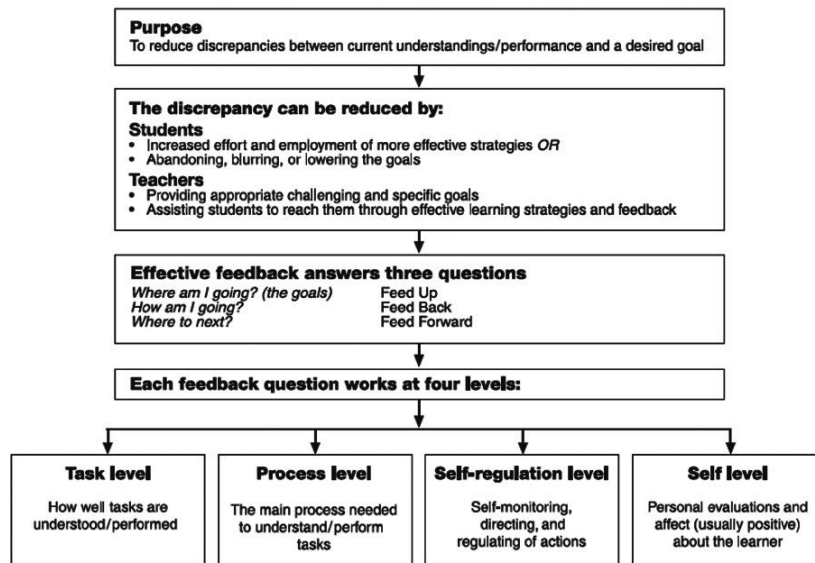 Purpose
To reduce discrepancies between current understandings/performance and a desired goal
The discrepancy can be reduced by:
Students
• Increased effort and employment of more effective strategies OR
• Abandoning, blurring, or lowering the goals
Teachers
• Providing appropriate challenging and specific goals
• Assisting students to reach them through effective learning strategies and feedback
Effective feedback answers three questions
Where am I going? (the goals) Feed Up
How am I going? Feed Back
Where to next? Feed Forward
Each feedback question works at four levels:
Task level
How well tasks are
understood/performed
Process level
The main process needed
to understand/perform
tasks
Self-regulation level
Self-monitoring,
directing, and
regulating of actions
Self level
Personal evaluations and
affect (usually positive)
about the learner